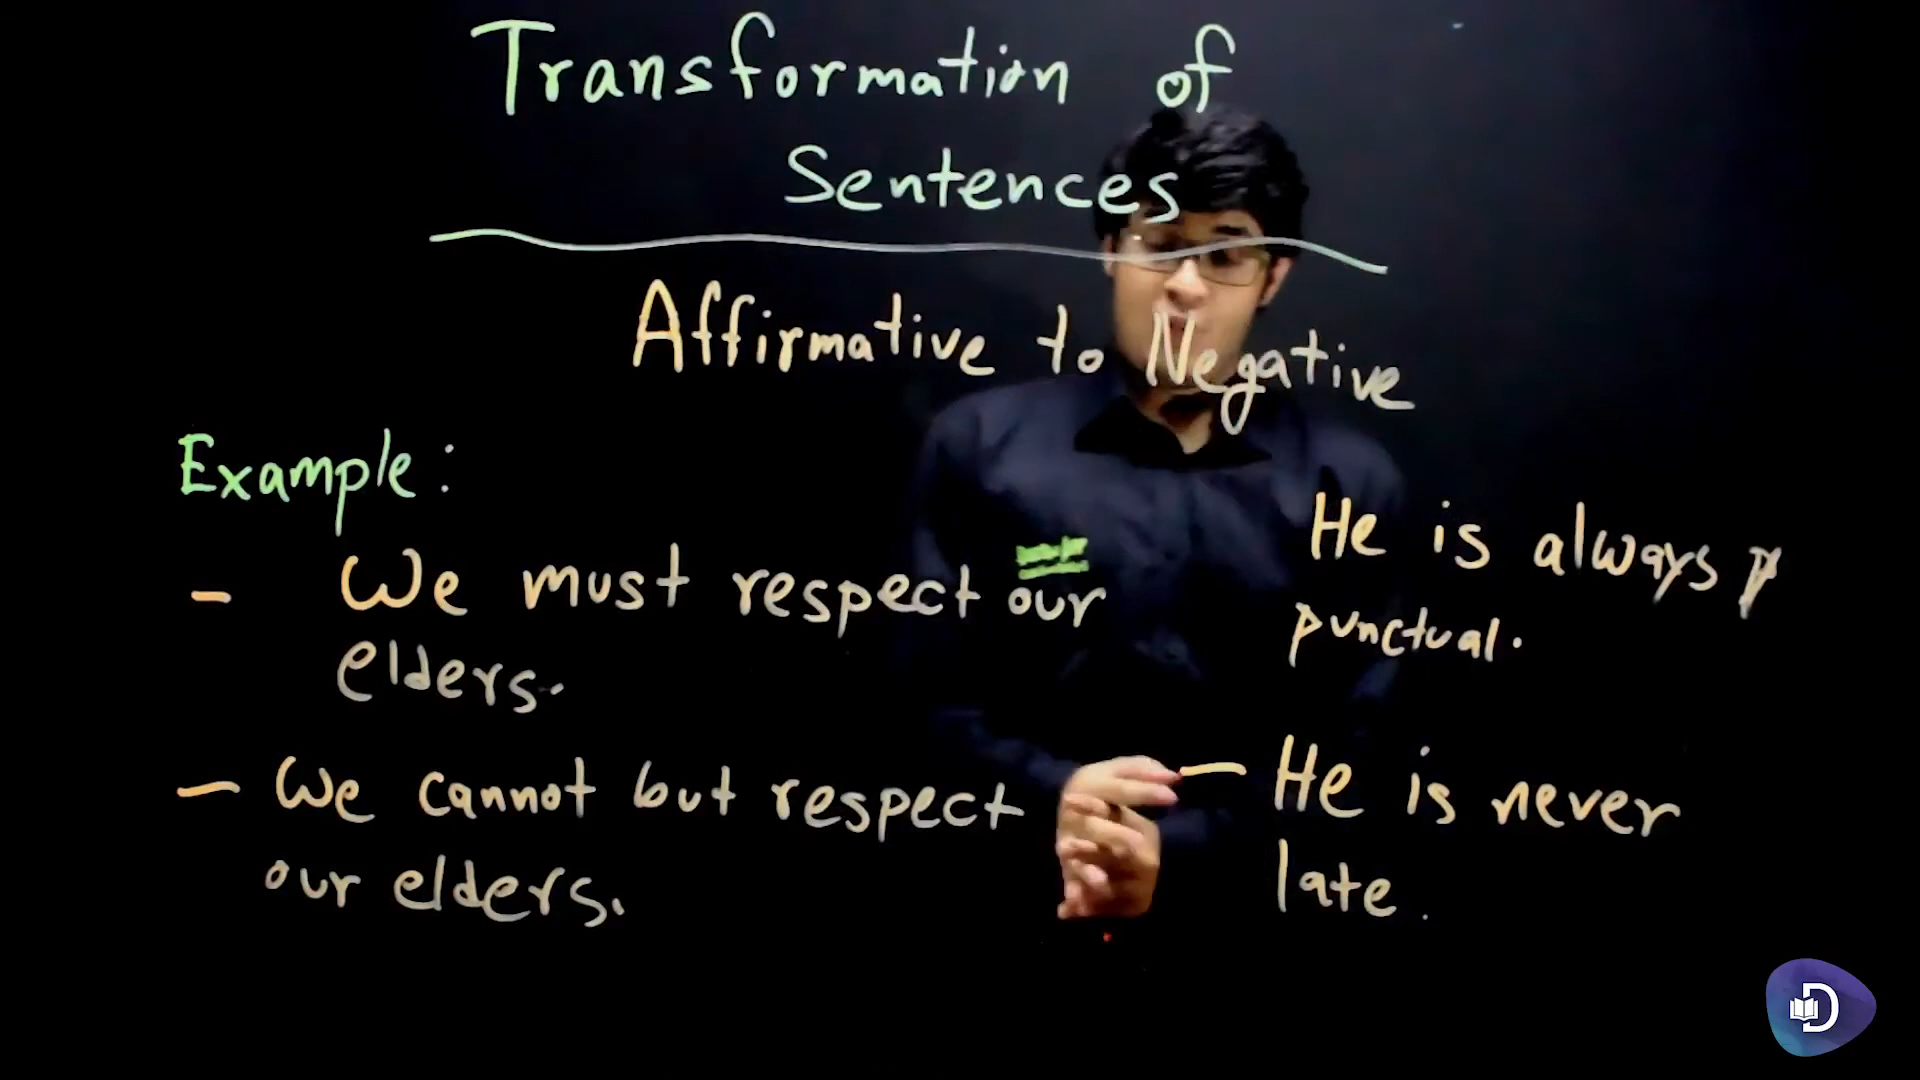 Transformation of
Sentences
Affirmative to Negative
Example:
- We must respect our
elders.
- We cannot but respect
our elders.
He is always p
punctual.
- He is never
late.
D